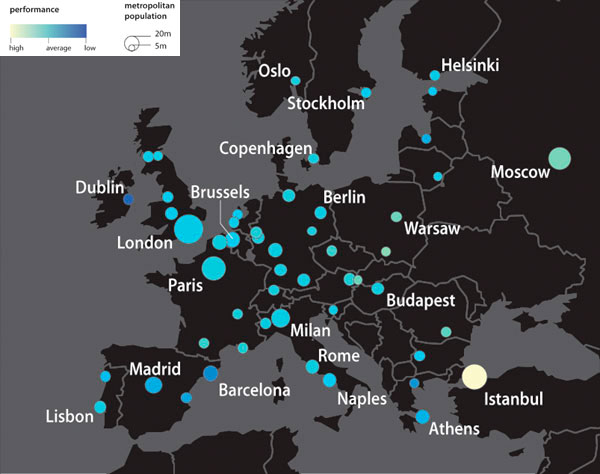 performance
high average low
metropolitan
population
20m
5m
Oslo
Helsinki
Stockholm
Copenhagen
Moscow
Dublin
Brussels
Berlin
Warsaw
London
Paris
Budapest
Milan
Rome
Madrid
Barcelona
Naples
Istanbul
Lisbon
Athens